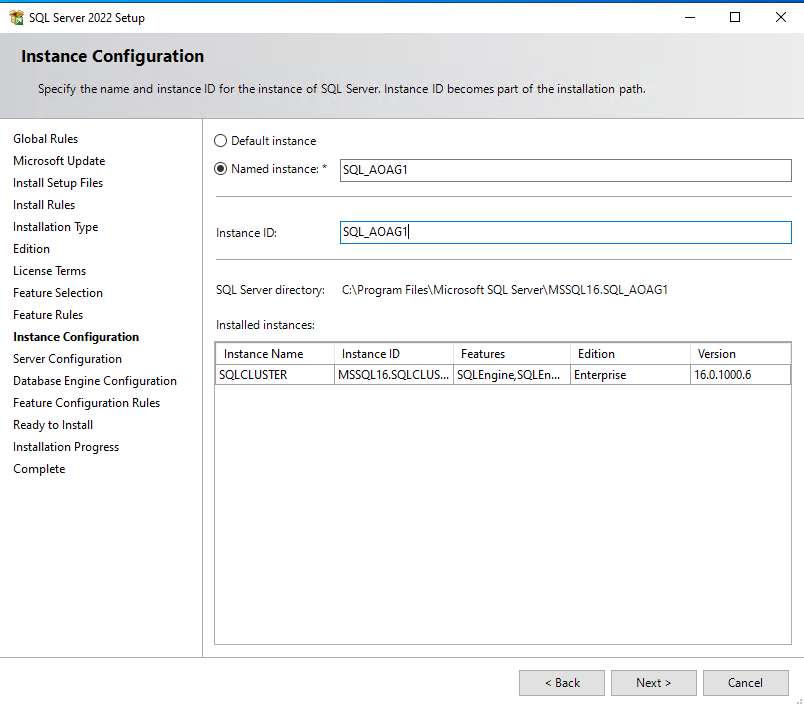 SQL Server 2022 Setup
Instance Configuration
Specify the name and instance ID for the instance of SQL Server. Instance ID becomes part of the installation path.
Global Rules
Microsoft Update
Install Setup Files
Install Rules
Installation Type
Edition
License Terms
Feature Selection
Feature Rules
Instance Configuration
Server Configuration
Database Engine Configuration
Feature Configuration Rules
Ready to Install
Installation Progress
Complete
Default instance
Named instance: * SQL_AOAG1
Instance ID: SQL_AOAG1
SQL Server directory: C:\Program Files\Microsoft SQL Server\MSSQL16.SQL_AOAG1
Installed instances:
Instance Name Instance ID Features Edition Version
SQLCLUSTER MSSQL16.SQLCLUS... SQLEngine,SQLEn... Enterprise 16.0.1000.6
< Back Next > Cancel